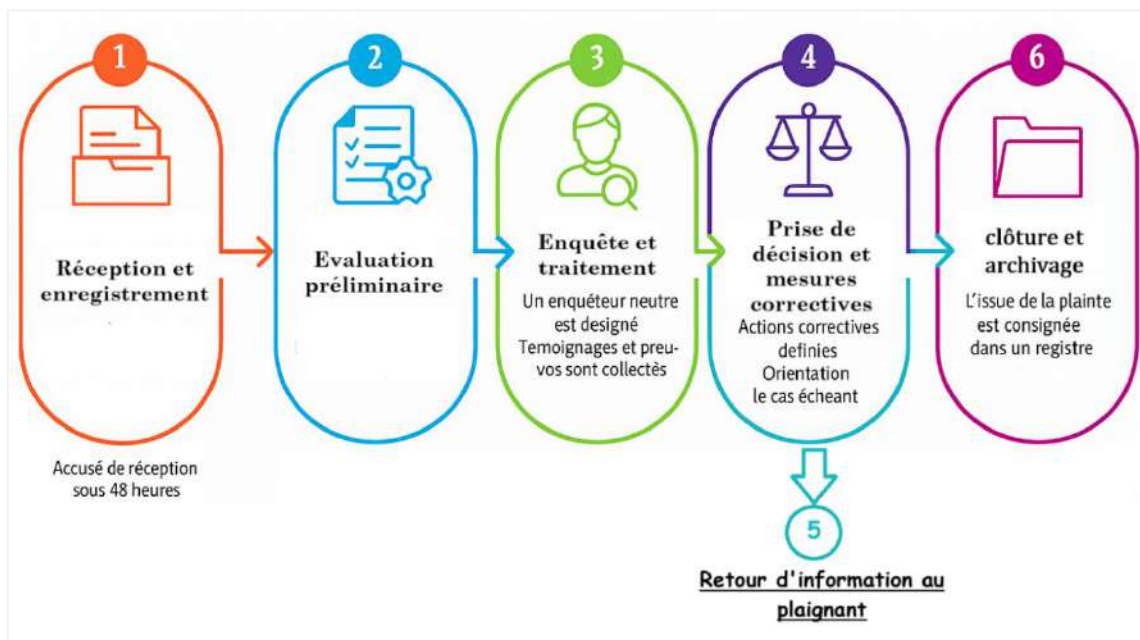 1
Réception et
enregistrement
Accusé de réception
sous 48 heures
2
Evaluation
préliminaire
3
Enquête et
traitement
Un enquéteur neutre
est designé
Temoignages et preu-
vos sont collectès
4
Prise de
décision et
mesures
correctives
Actions correctives
definies
Orientation
le cas écheant
5
Retour d'information au
plaignant
6
clôture et
archivage
L'issue de la plainte
est consignée
dans un registre